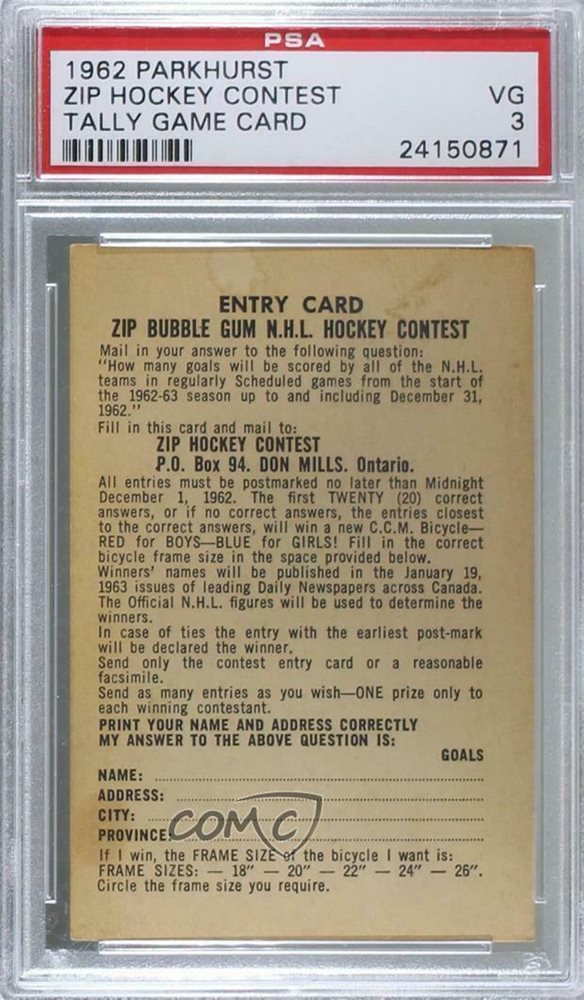 PSA
1962 PARKHURST
ZIP HOCKEY CONTEST VG
TALLY GAME CARD 3
24150871
ENTRY CARD
ZIP BUBBLE GUM N.H.L. HOCKEY CONTEST
Mail in your answer to the following question:
"How many goals will be scored by all of the N.H.L.
teams in regularly Scheduled games from the start of
the 1962-63 season up to and including December 31,
1962."
Fill in this card and mail to:
ZIP HOCKEY CONTEST
P.O. Box 94. DON MILLS. Ontario.
All entries must be postmarked no later than Midnight
December 1, 1962. The first TWENTY (20) correct
answers, or if no correct answers, the entries closest
to the correct answers, will win a new C.C.M. Bicycle—
RED for BOYS—BLUE for GIRLS! Fill in the correct
bicycle frame size in the space provided below.
Winners' names will be published in the January 19,
1963 issues of leading Daily Newspapers across Canada.
The Official N.H.L. figures will be used to determine the
winners.
In case of ties the entry with the earliest post-mark
will be declared the winner.
Send only the contest entry card or a reasonable
facsimile.
Send as many entries as you wish—ONE prize only to
each winning contestant.
PRINT YOUR NAME AND ADDRESS CORRECTLY
MY ANSWER TO THE ABOVE QUESTION IS:
GOALS
NAME:
ADDRESS:
CITY:
PROVINCE:
COMC
If I win, the FRAME SIZE of the bicycle I want is:
FRAME SIZES: — 18" — 20" — 22" — 24" — 26".
Circle the frame size you require.